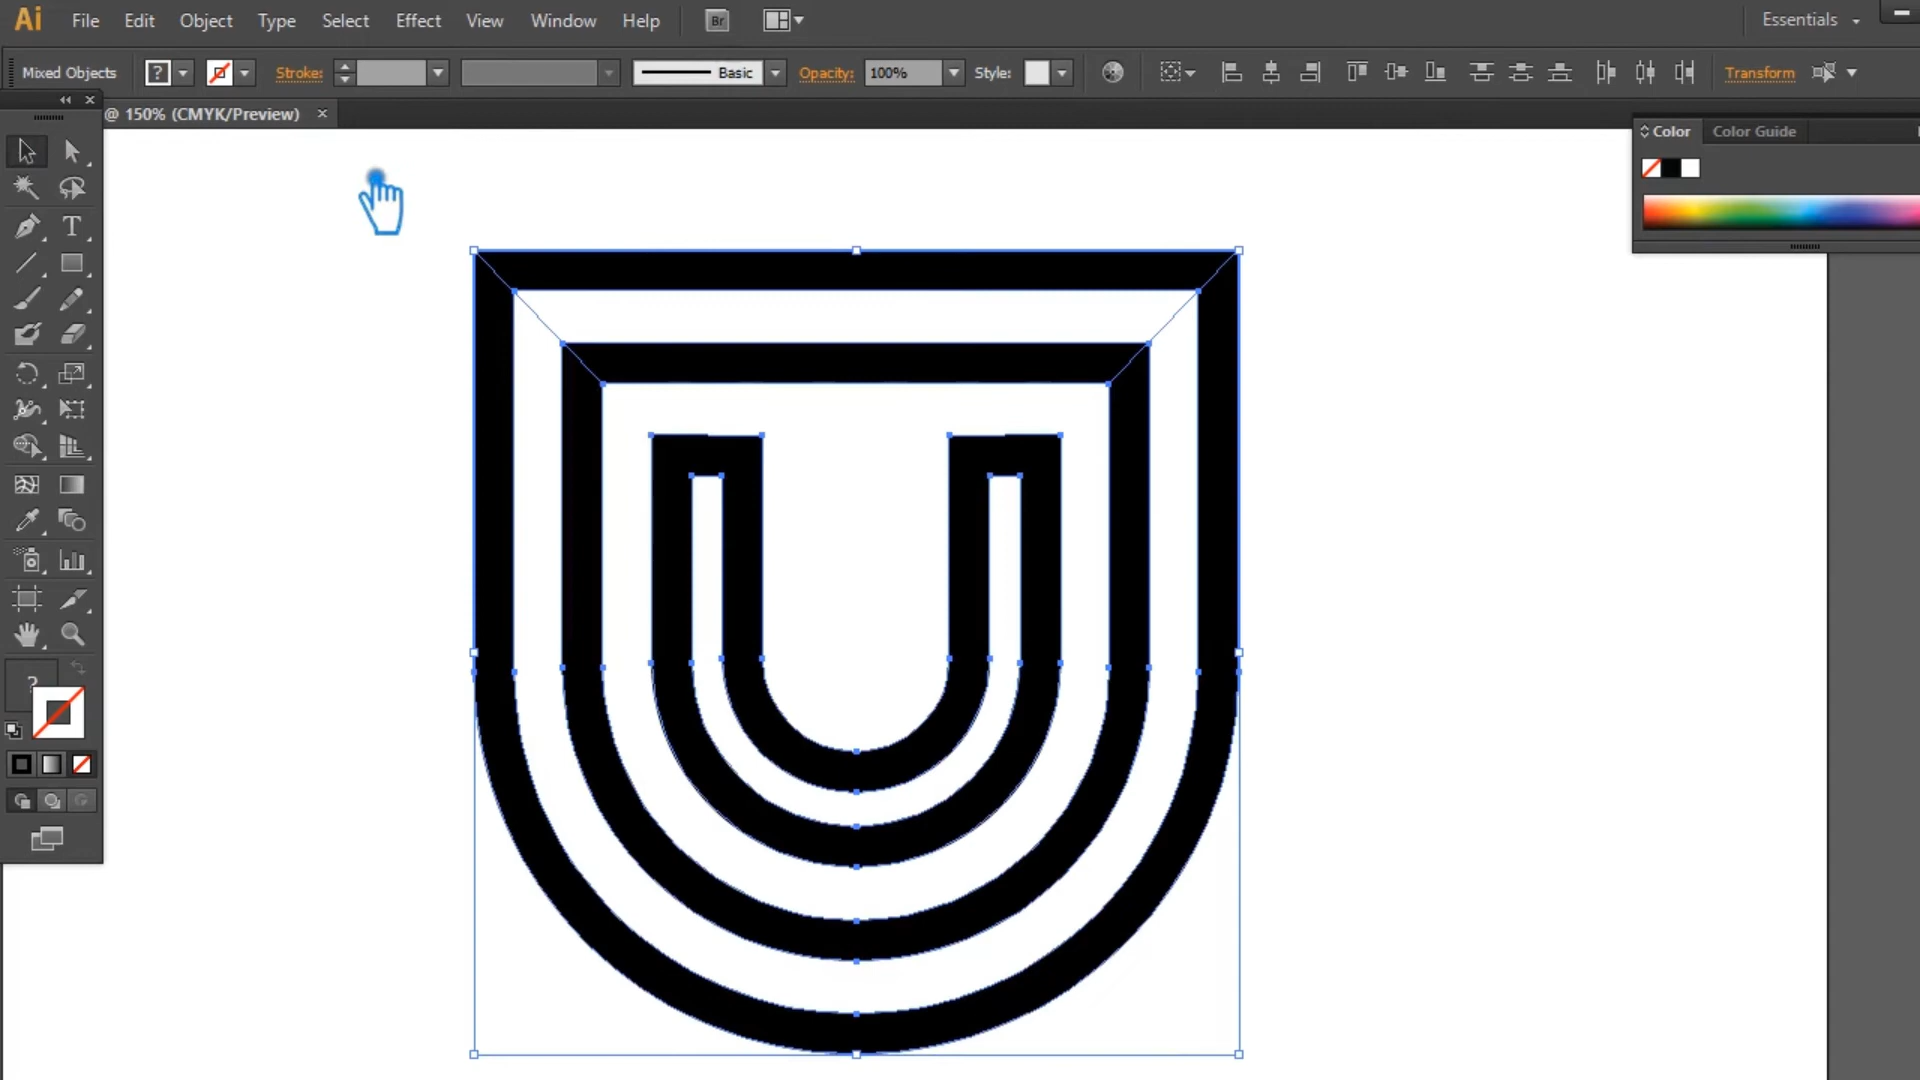 Ai File Edit Object Type Select Effect View Window Help Br Essentials
Mixed Objects ? Stroke: Basic Opacity: 100% Style: Transform
@ 150% (CMYK/Preview) ×
Color Color Guide
T
?